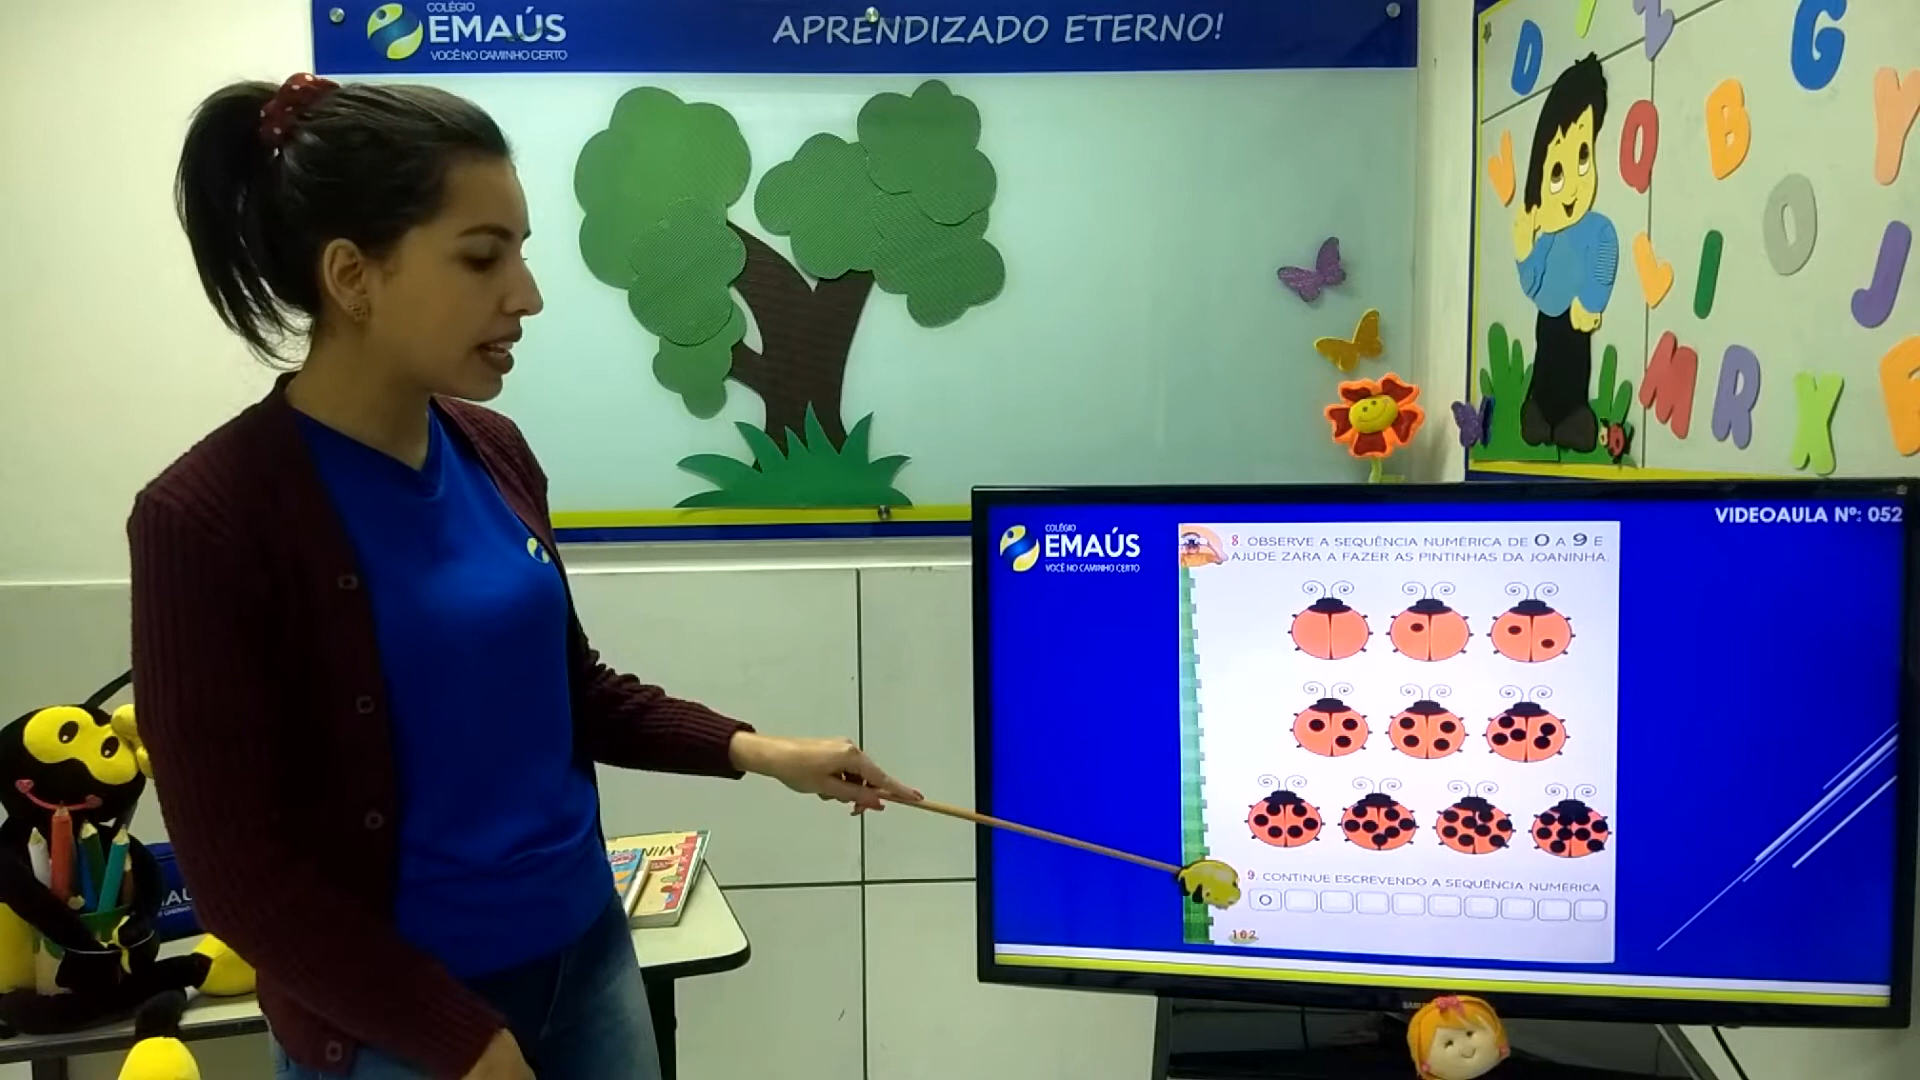 COLÉGIO
EMAÚS
VOCÊ NO CAMINHO CERTO
APRENDIZADO ETERNO!
D
Z
G
V
Q
B
Y
O
L
I
J
M
R
X
VIDEOAULA Nº: 052
COLÉGIO
EMAÚS
VOCÊ NO CAMINHO CERTO
8. OBSERVE A SEQUÊNCIA NUMÉRICA DE 0 A 9 E
AJUDE ZARA A FAZER AS PINTINHAS DA JOANINHA.
9. CONTINUE ESCREVENDO A SEQUÊNCIA NUMÉRICA
0
162